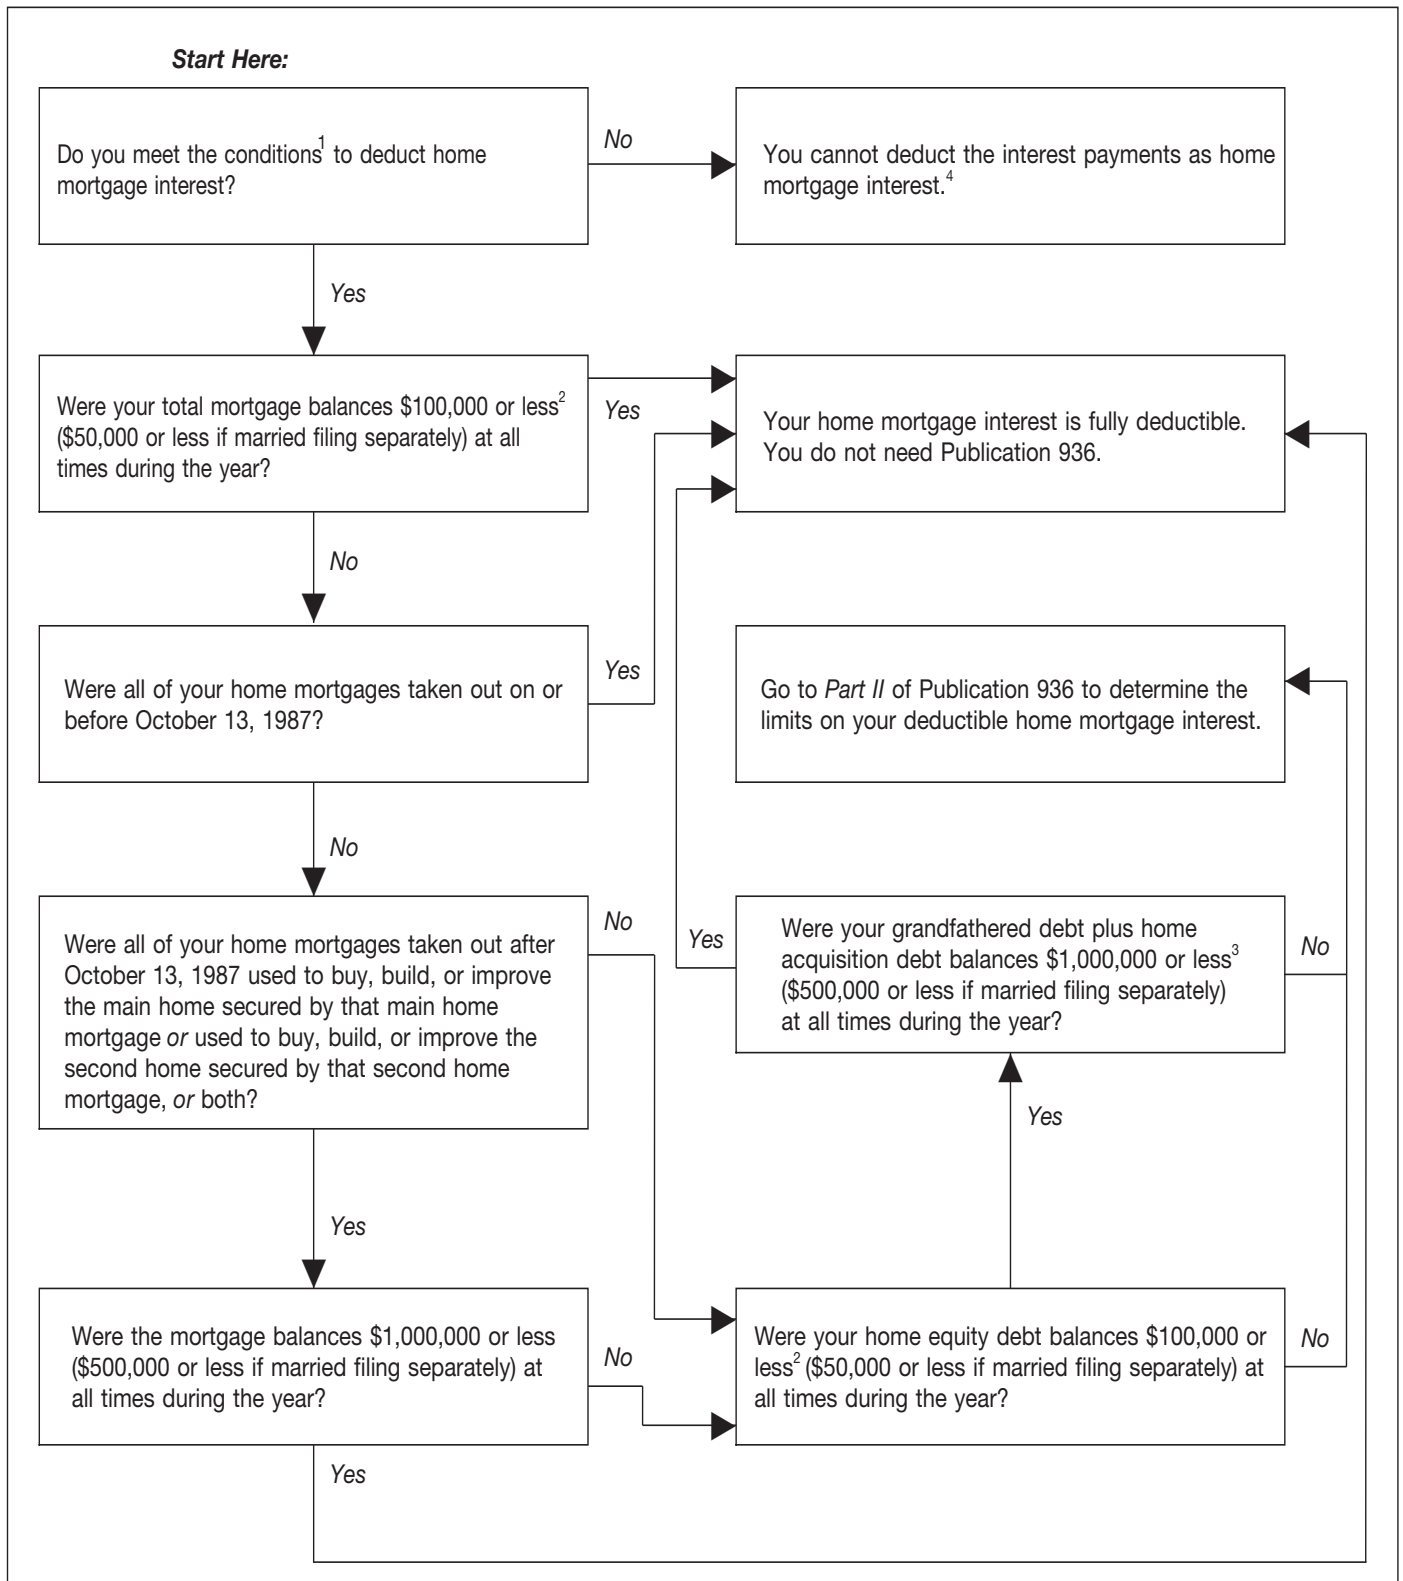 Start Here:
Do you meet the conditions¹ to deduct home
mortgage interest?
No
You cannot deduct the interest payments as home
mortgage interest.⁴
Yes
Were your total mortgage balances $100,000 or less²
($50,000 or less if married filing separately) at all
times during the year?
Yes
Your home mortgage interest is fully deductible.
You do not need Publication 936.
No
Were all of your home mortgages taken out on or
before October 13, 1987?
Yes
Go to Part II of Publication 936 to determine the
limits on your deductible home mortgage interest.
No
Were all of your home mortgages taken out after
October 13, 1987 used to buy, build, or improve
the main home secured by that main home
mortgage or used to buy, build, or improve the
second home secured by that second home
mortgage, or both?
No
Yes
Were your grandfathered debt plus home
acquisition debt balances $1,000,000 or less³
($500,000 or less if married filing separately)
at all times during the year?
No
Yes
Yes
Were the mortgage balances $1,000,000 or less
($500,000 or less if married filing separately) at
all times during the year?
No
Were your home equity debt balances $100,000 or
less² ($50,000 or less if married filing separately) at
all times during the year?
No
Yes